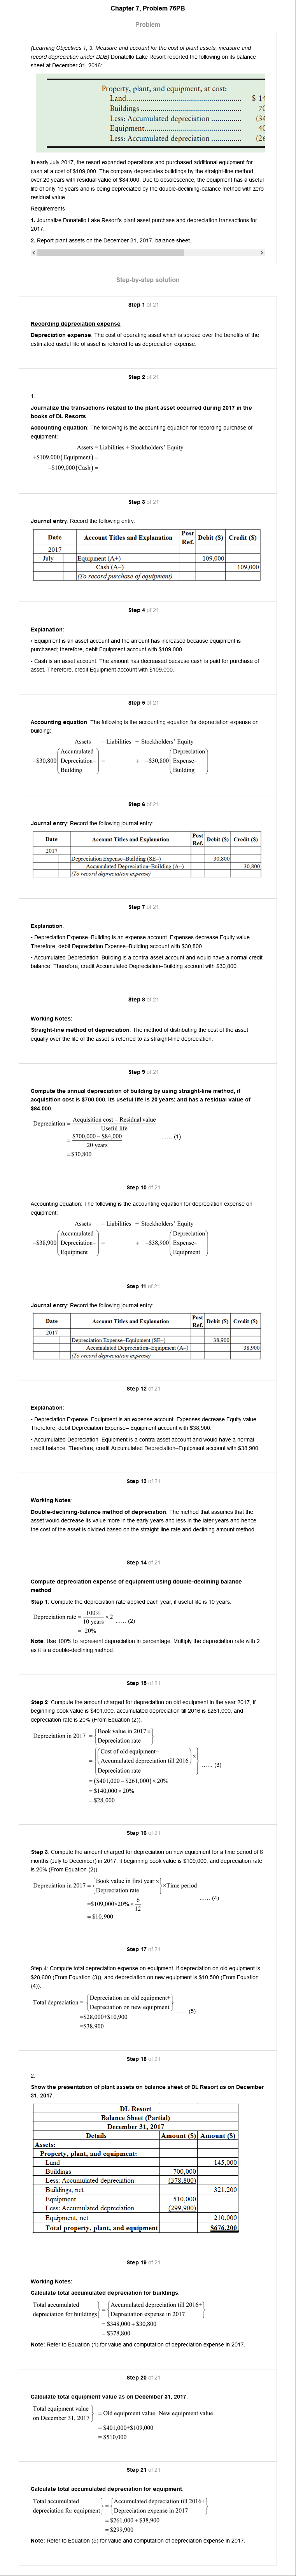 Chapter 7, Problem 76PB
Problem
(Learning Objectives 1, 3: Measure and account for the cost of plant assets; measure and
record depreciation under DDB) Donatello Lake Resort reported the following on its balance
sheet at December 31, 2016:
Property, plant, and equipment, at cost:
Land $ 14
Buildings 70
Less: Accumulated depreciation (34
Equipment 40
Less: Accumulated depreciation (26
In early July 2017, the resort expanded operations and purchased additional equipment for
cash at a cost of $109,000. The company depreciates buildings by the straight-line method
over 20 years with residual value of $84,000. Due to obsolescence, the equipment has a useful
life of only 10 years and is being depreciated by the double-declining-balance method with zero
residual value.
Requirements
1. Journalize Donatello Lake Resort's plant asset purchase and depreciation transactions for
2017.
2. Report plant assets on the December 31, 2017, balance sheet.
Step-by-step solution
Step 1 of 21
Recording depreciation expense
Depreciation expense: The cost of operating asset which is spread over the benefits of the
estimated useful life of asset is referred to as depreciation expense.
Step 2 of 21
1.
Journalize the transactions related to the plant asset occurred during 2017 in the
books of DL Resorts.
Accounting equation: The following is the accounting equation for recording purchase of
equipment:
Assets = Liabilities + Stockholders' Equity
+$109,000(Equipment) =
−$109,000(Cash) =
Step 3 of 21
Journal entry: Record the following entry:
Date Account Titles and Explanation Post Ref. Debit ($) Credit ($)
2017
July Equipment (A+) 109,000
Cash (A–) 109,000
(To record purchase of equipment)
Step 4 of 21
Explanation:
• Equipment is an asset account and the amount has increased because equipment is
purchased; therefore, debit Equipment account with $109,000.
• Cash is an asset account. The amount has decreased because cash is paid for purchase of
asset. Therefore, credit Equipment account with $109,000.
Step 5 of 21
Accounting equation: The following is the accounting equation for depreciation expense on
building:
Assets = Liabilities + Stockholders' Equity
−$30,800 (Accumulated Depreciation– Building) = + −$30,800 (Depreciation Expense– Building)
Step 6 of 21
Journal entry: Record the following journal entry:
Date Account Titles and Explanation Post Ref. Debit ($) Credit ($)
2017
Depreciation Expense–Building (SE–) 30,800
Accumulated Depreciation–Building (A–) 30,800
(To record depreciation expense)
Step 7 of 21
Explanation:
• Depreciation Expense–Building is an expense account. Expenses decrease Equity value.
Therefore, debit Depreciation Expense–Building account with $30,800.
• Accumulated Depreciation–Building is a contra-asset account and would have a normal credit
balance. Therefore, credit Accumulated Depreciation–Building account with $30,800.
Step 8 of 21
Working Notes:
Straight-line method of depreciation: The method of distributing the cost of the asset
equally over the life of the asset is referred to as straight-line depreciation.
Step 9 of 21
Compute the annual depreciation of building by using straight-line method, if
acquisition cost is $700,000, its useful life is 20 years; and has a residual value of
$84,000.
Depreciation = Acquisition cost − Residual value
Useful life
= $700,000 − $84,000 ...... (1)
20 years
= $30,800
Step 10 of 21
Accounting equation: The following is the accounting equation for depreciation expense on
equipment:
Assets = Liabilities + Stockholders' Equity
−$38,900 (Accumulated Depreciation– Equipment) = + −$38,900 (Depreciation Expense– Equipment)
Step 11 of 21
Journal entry: Record the following journal entry:
Date Account Titles and Explanation Post Ref. Debit ($) Credit ($)
2017
Depreciation Expense–Equipment (SE–) 38,900
Accumulated Depreciation–Equipment (A–) 38,900
(To record depreciation expense)
Step 12 of 21
Explanation:
• Depreciation Expense–Equipment is an expense account. Expenses decrease Equity value.
Therefore, debit Depreciation Expense– Equipment account with $38,900.
• Accumulated Depreciation–Equipment is a contra-asset account and would have a normal
credit balance. Therefore, credit Accumulated Depreciation–Equipment account with $38,900.
Step 13 of 21
Working Notes:
Double-declining-balance method of depreciation: The method that assumes that the
asset would decrease its value more in the early years and less in the later years and hence
the cost of the asset is divided based on the straight-line rate and declining amount method.
Step 14 of 21
Compute depreciation expense of equipment using double-declining balance
method.
Step 1: Compute the depreciation rate applied each year, if useful life is 10 years.
Depreciation rate = 100% × 2 ...... (2)
10 years
= 20%
Note: Use 100% to represent depreciation in percentage. Multiply the depreciation rate with 2
as it is a double-declining method.
Step 15 of 21
Step 2: Compute the amount charged for depreciation on old equipment in the year 2017, if
beginning book value is $401,000, accumulated depreciation till 2016 is $261,000, and
depreciation rate is 20% (From Equation (2)).
Depreciation in 2017 = {Book value in 2017 × Depreciation rate}
= {(Cost of old equipment– Accumulated depreciation till 2016) × Depreciation rate} ...... (3)
= ($401,000 − $261,000) × 20%
= $140,000 × 20%
= $28,000
Step 16 of 21
Step 3: Compute the amount charged for depreciation on new equipment for a time period of 6
months (July to December) in 2017, if beginning book value is $109,000, and depreciation rate
is 20% (From Equation (2)).
Depreciation in 2017 = {Book value in first year × Depreciation rate} ×Time period
=$109,000×20% × 6/12 ...... (4)
= $10,900
Step 17 of 21
Step 4: Compute total depreciation expense on equipment, if depreciation on old equipment is
$28,600 (From Equation (3)), and depreciation on new equipment is $10,500 (From Equation
(4)).
Total depreciation = {Depreciation on old equipment+ Depreciation on new equipment} ...... (5)
=$28,000+$10,900
=$38,900
Step 18 of 21
2.
Show the presentation of plant assets on balance sheet of DL Resort as on December
31, 2017.
DL Resort
Balance Sheet (Partial)
December 31, 2017
Details Amount ($) Amount ($)
Assets:
Property, plant, and equipment:
Land 145,000
Buildings 700,000
Less: Accumulated depreciation (378,800)
Buildings, net 321,200
Equipment 510,000
Less: Accumulated depreciation (299,900)
Equipment, net 210,000
Total property, plant, and equipment $676,200
Step 19 of 21
Working Notes:
Calculate total accumulated depreciation for buildings.
Total accumulated depreciation for buildings} = {Accumulated depreciation till 2016+ Depreciation expense in 2017}
= $348,000 + $30,800
= $378,800
Note: Refer to Equation (1) for value and computation of depreciation expense in 2017.
Step 20 of 21
Calculate total equipment value as on December 31, 2017.
Total equipment value on December 31, 2017} = Old equipment value+New equipment value
= $401,000+$109,000
= $510,000
Step 21 of 21
Calculate total accumulated depreciation for equipment.
Total accumulated depreciation for equipment} = {Accumulated depreciation till 2016+ Depreciation expense in 2017}
= $261,000 + $38,900
= $299,900
Note: Refer to Equation (5) for value and computation of depreciation expense in 2017.